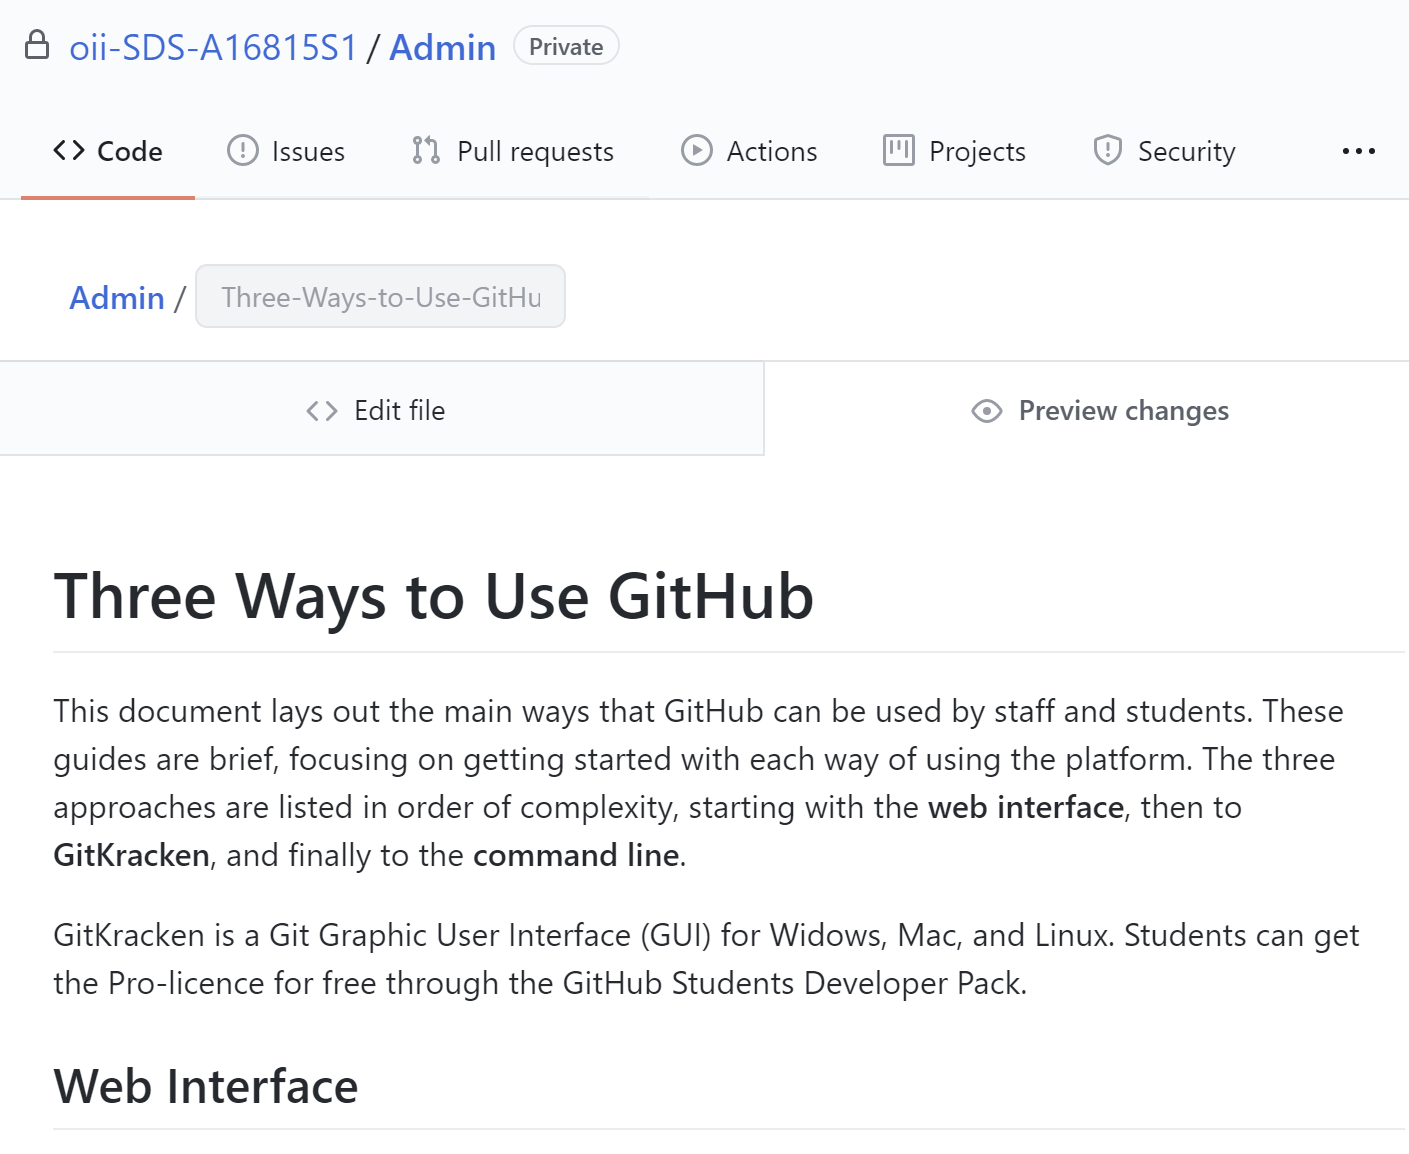 oii-SDS-A16815S1 / Admin Private
Code Issues Pull requests Actions Projects Security
Admin / Three-Ways-to-Use-GitHu
Edit file Preview changes
Three Ways to Use GitHub
This document lays out the main ways that GitHub can be used by staff and students. These
guides are brief, focusing on getting started with each way of using the platform. The three
approaches are listed in order of complexity, starting with the web interface, then to
GitKracken, and finally to the command line.
GitKracken is a Git Graphic User Interface (GUI) for Widows, Mac, and Linux. Students can get
the Pro-licence for free through the GitHub Students Developer Pack.
Web Interface